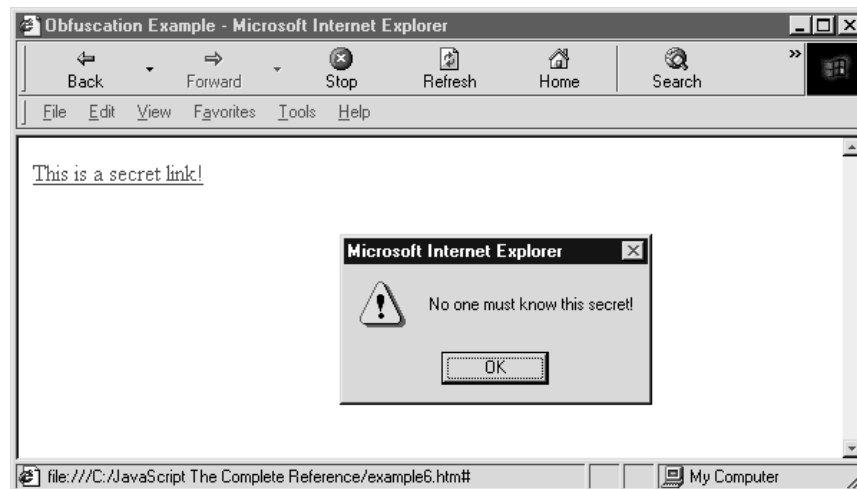 Obfuscation Example - Microsoft Internet Explorer
Back Forward Stop Refresh Home Search »
File Edit View Favorites Tools Help
This is a secret link!
Microsoft Internet Explorer
No one must know this secret!
OK
file:///C:/JavaScript The Complete Reference/example6.htm# My Computer